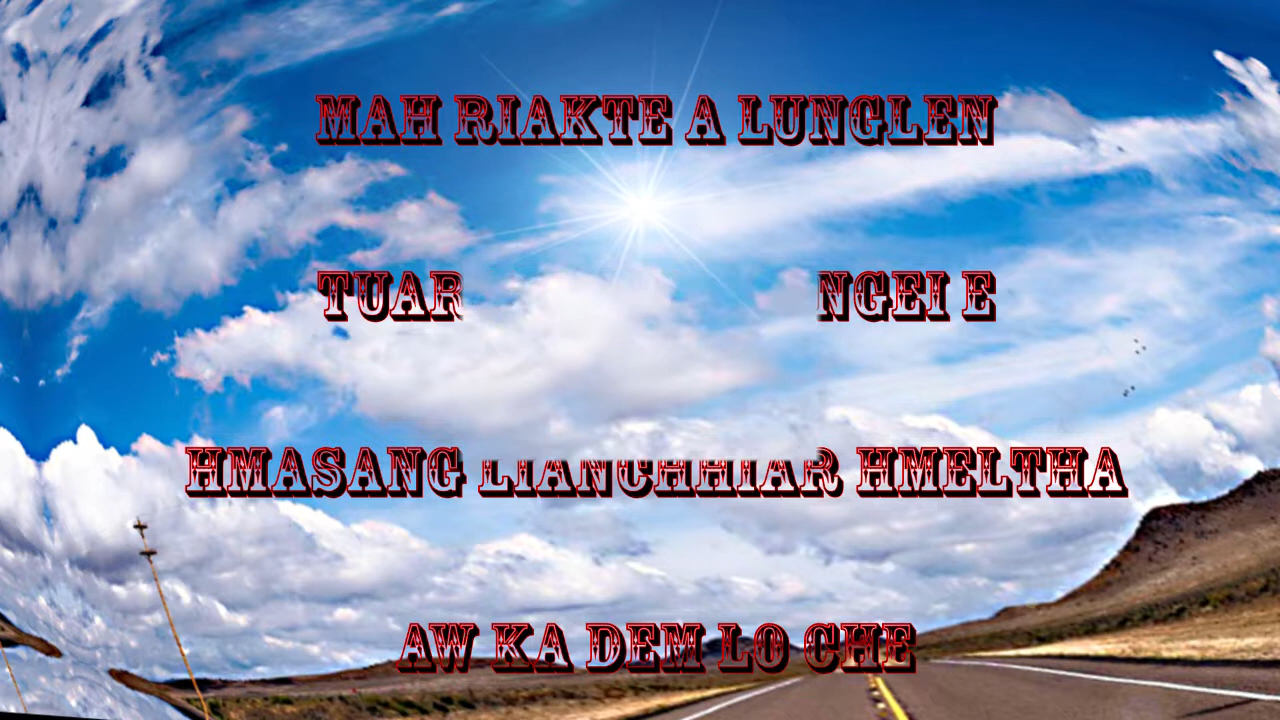 MAH RIAKTE A LUNGLEN
TUAR NGEI E
HMASANG LIANCHHIAR HMELTHA
AW KA DEM LO CHE